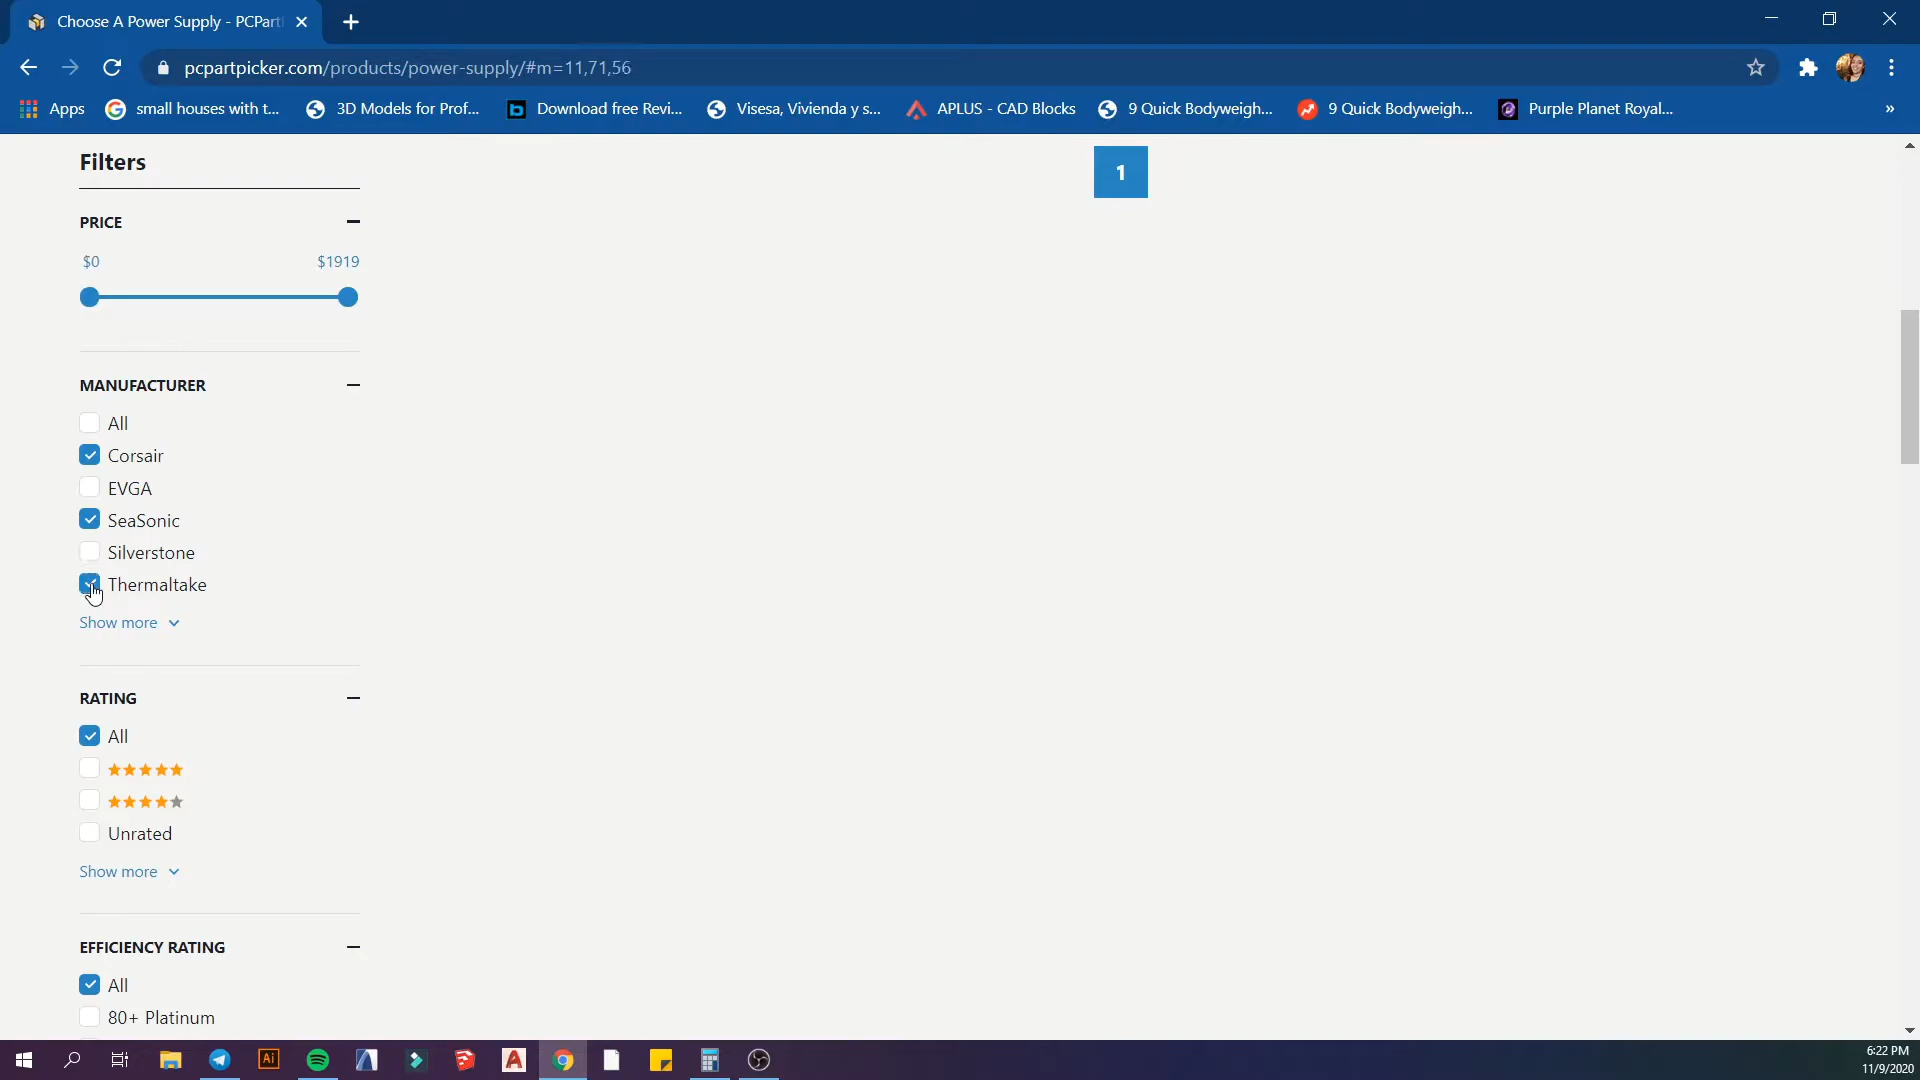 Choose A Power Supply - PCPart
pcpartpicker.com/products/power-supply/#m=11,71,56
Apps
small houses with t...
3D Models for Prof...
Download free Revi...
Visesa, Vivienda y s...
APLUS - CAD Blocks
9 Quick Bodyweigh...
9 Quick Bodyweigh...
Purple Planet Royal...
»
Filters
1
PRICE
$0 $1919
MANUFACTURER
All
Corsair
EVGA
SeaSonic
Silverstone
Thermaltake
Show more
RATING
All
Unrated
Show more
EFFICIENCY RATING
All
80+ Platinum
Ai
6:22 PM
11/9/2020